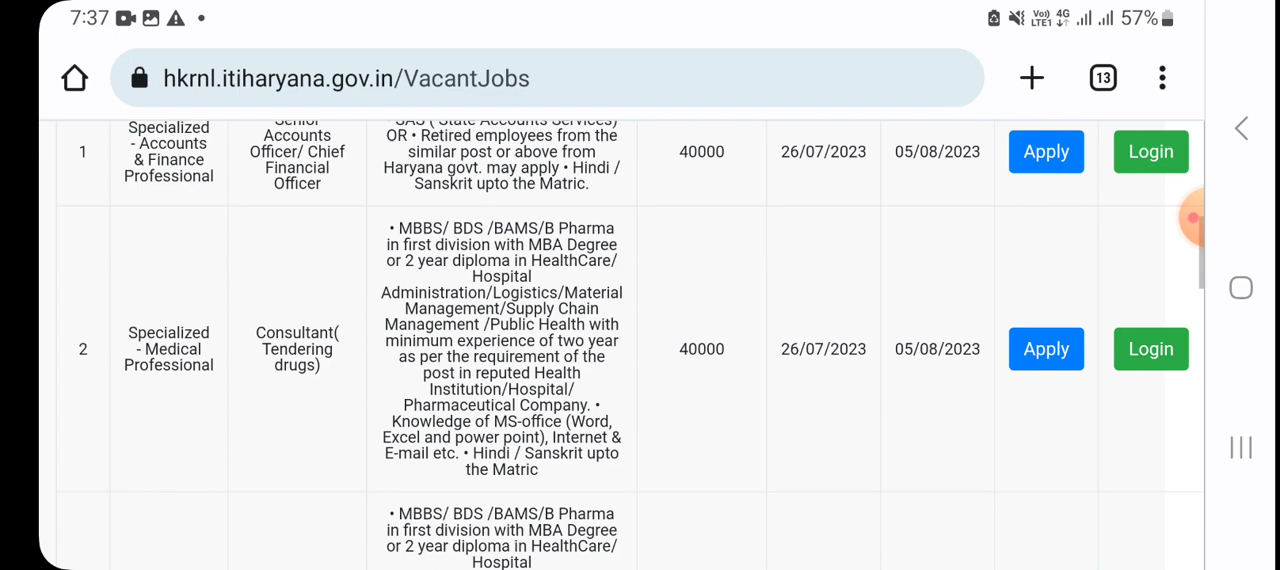 7:37
Vo) 4G
LTE1
57%
hkrnl.itiharyana.gov.in/VacantJobs
13
1
Specialized
- Accounts
& Finance
Professional
Senior
Accounts
Officer/ Chief
Financial
Officer
• SAS ( State Accounts Services)
OR • Retired employees from the
similar post or above from
Haryana govt. may apply • Hindi /
Sanskrit upto the Matric.
40000
26/07/2023
05/08/2023
Apply
Login
2
Specialized
- Medical
Professional
Consultant(
Tendering
drugs)
• MBBS/ BDS /BAMS/B Pharma
in first division with MBA Degree
or 2 year diploma in HealthCare/
Hospital
Administration/Logistics/Material
Management/Supply Chain
Management /Public Health with
minimum experience of two year
as per the requirement of the
post in reputed Health
Institution/Hospital/
Pharmaceutical Company. •
Knowledge of MS-office (Word,
Excel and power point), Internet &
E-mail etc. • Hindi / Sanskrit upto
the Matric
40000
26/07/2023
05/08/2023
Apply
Login
• MBBS/ BDS /BAMS/B Pharma
in first division with MBA Degree
or 2 year diploma in HealthCare/
Hospital